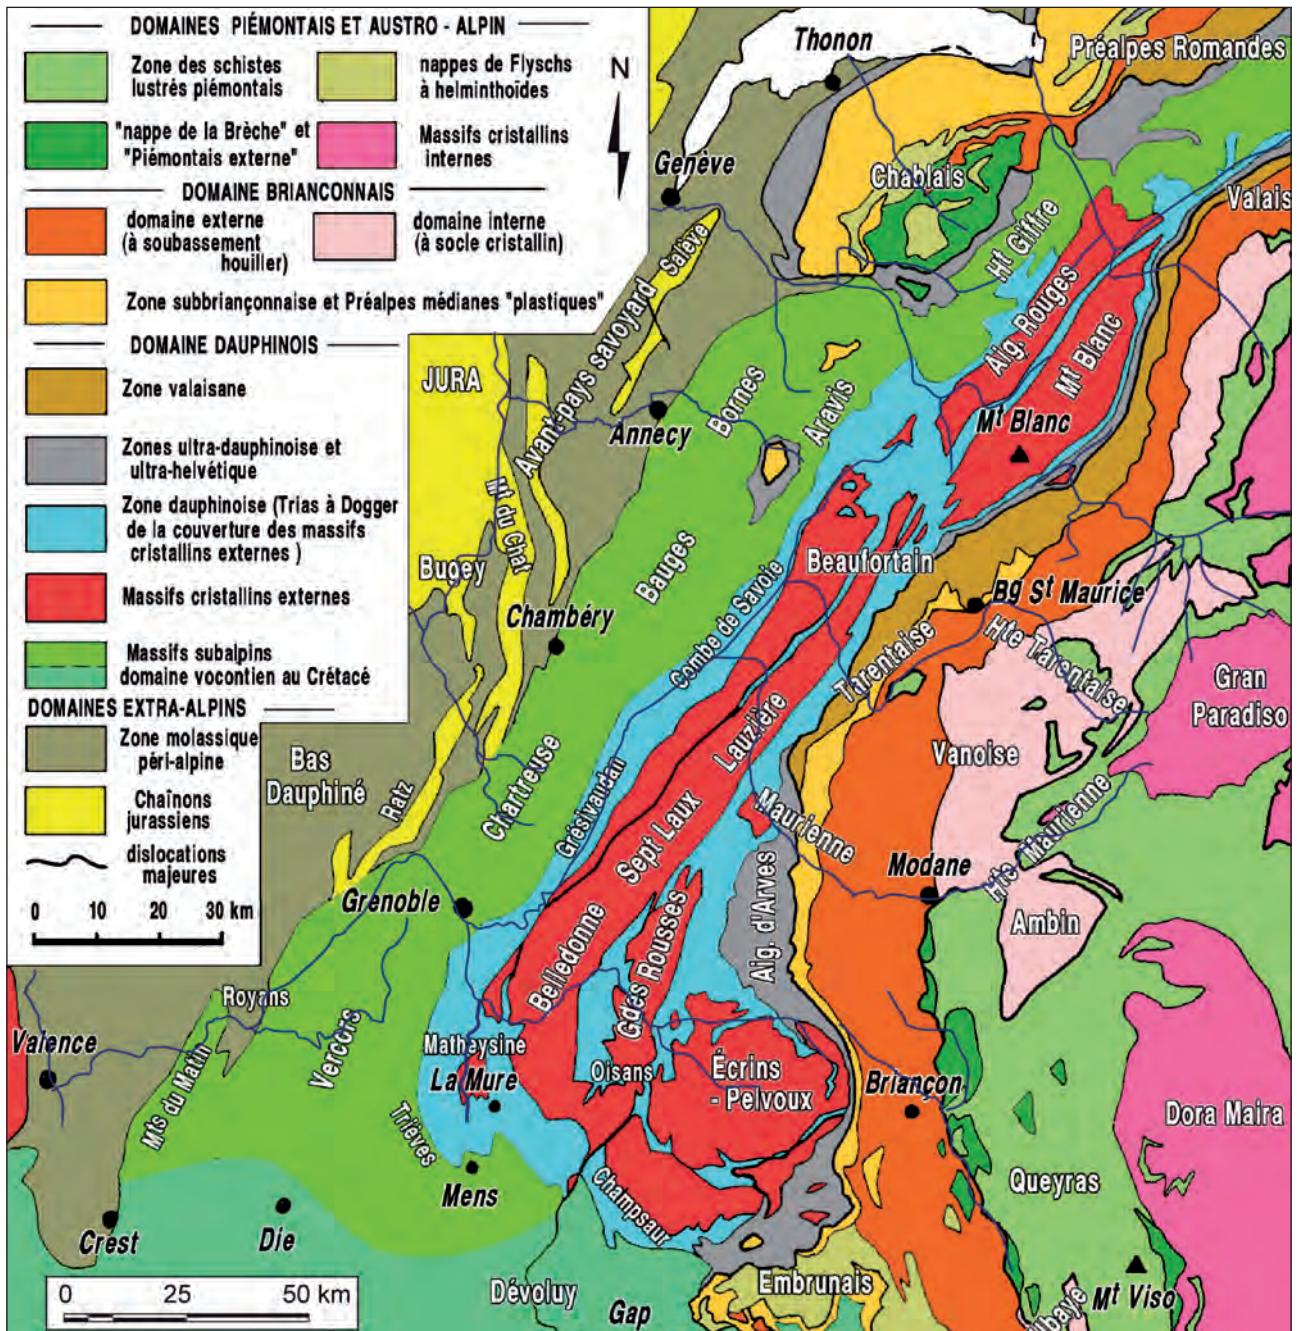 DOMAINES PIÉMONTAIS ET AUSTRO - ALPIN
Zone des schistes
lustrés piémontais
nappes de Flyschs
à helminthoïdes
"nappe de la Brèche" et
"Piémontais externe"
Massifs cristallins
internes
DOMAINE BRIANCONNAIS
domaine externe
(à soubassement
houiller)
domaine interne
(à socle cristallin)
Zone subbriançonnaise et Préalpes médianes "plastiques"
DOMAINE DAUPHINOIS
Zone valaisane
Zones ultra-dauphinoise et
ultra-helvétique
Zone dauphinoise (Trias à Dogger
de la couverture des massifs
cristallins externes )
Massifs cristallins externes
Massifs subalpins
domaine vocontien au Crétacé
DOMAINES EXTRA-ALPINS
Zone molassique
péri-alpine
Chaînons
jurassiens
dislocations
majeures
0 10 20 30 km
N
Thonon
Préalpes Romandes
Genève
Chablais
Valais
Salève
Ht Giffre
Avant-pays savoyard
Aig. Rouges
Mt Blanc
JURA
Bornes
Aravis
Annecy
Mt Blanc
Mt du Chat
Bugey
Bauges
Beaufortain
Chambéry
Combe de Savoie
Bg St Maurice
Tarentaise
Hte Tarentaise
Gran
Paradiso
Bas
Dauphiné
Ratz
Chartreuse
Grésivaudan
Lauzière
Vanoise
Sept Laux
Maurienne
Hte Maurienne
Modane
Grenoble
Belledonne
Gdes Rousses
Aig. d'Arves
Ambin
Royans
Valence
Vercors
Matheysine
La Mure
Oisans
Écrins
- Pelvoux
Briançon
Mts du Matin
Trièves
Dora Maira
Mens
Champsaur
Queyras
Crest
Die
Dévoluy
Gap
Embrunais
Mt Viso
Ubaye
0 25 50 km